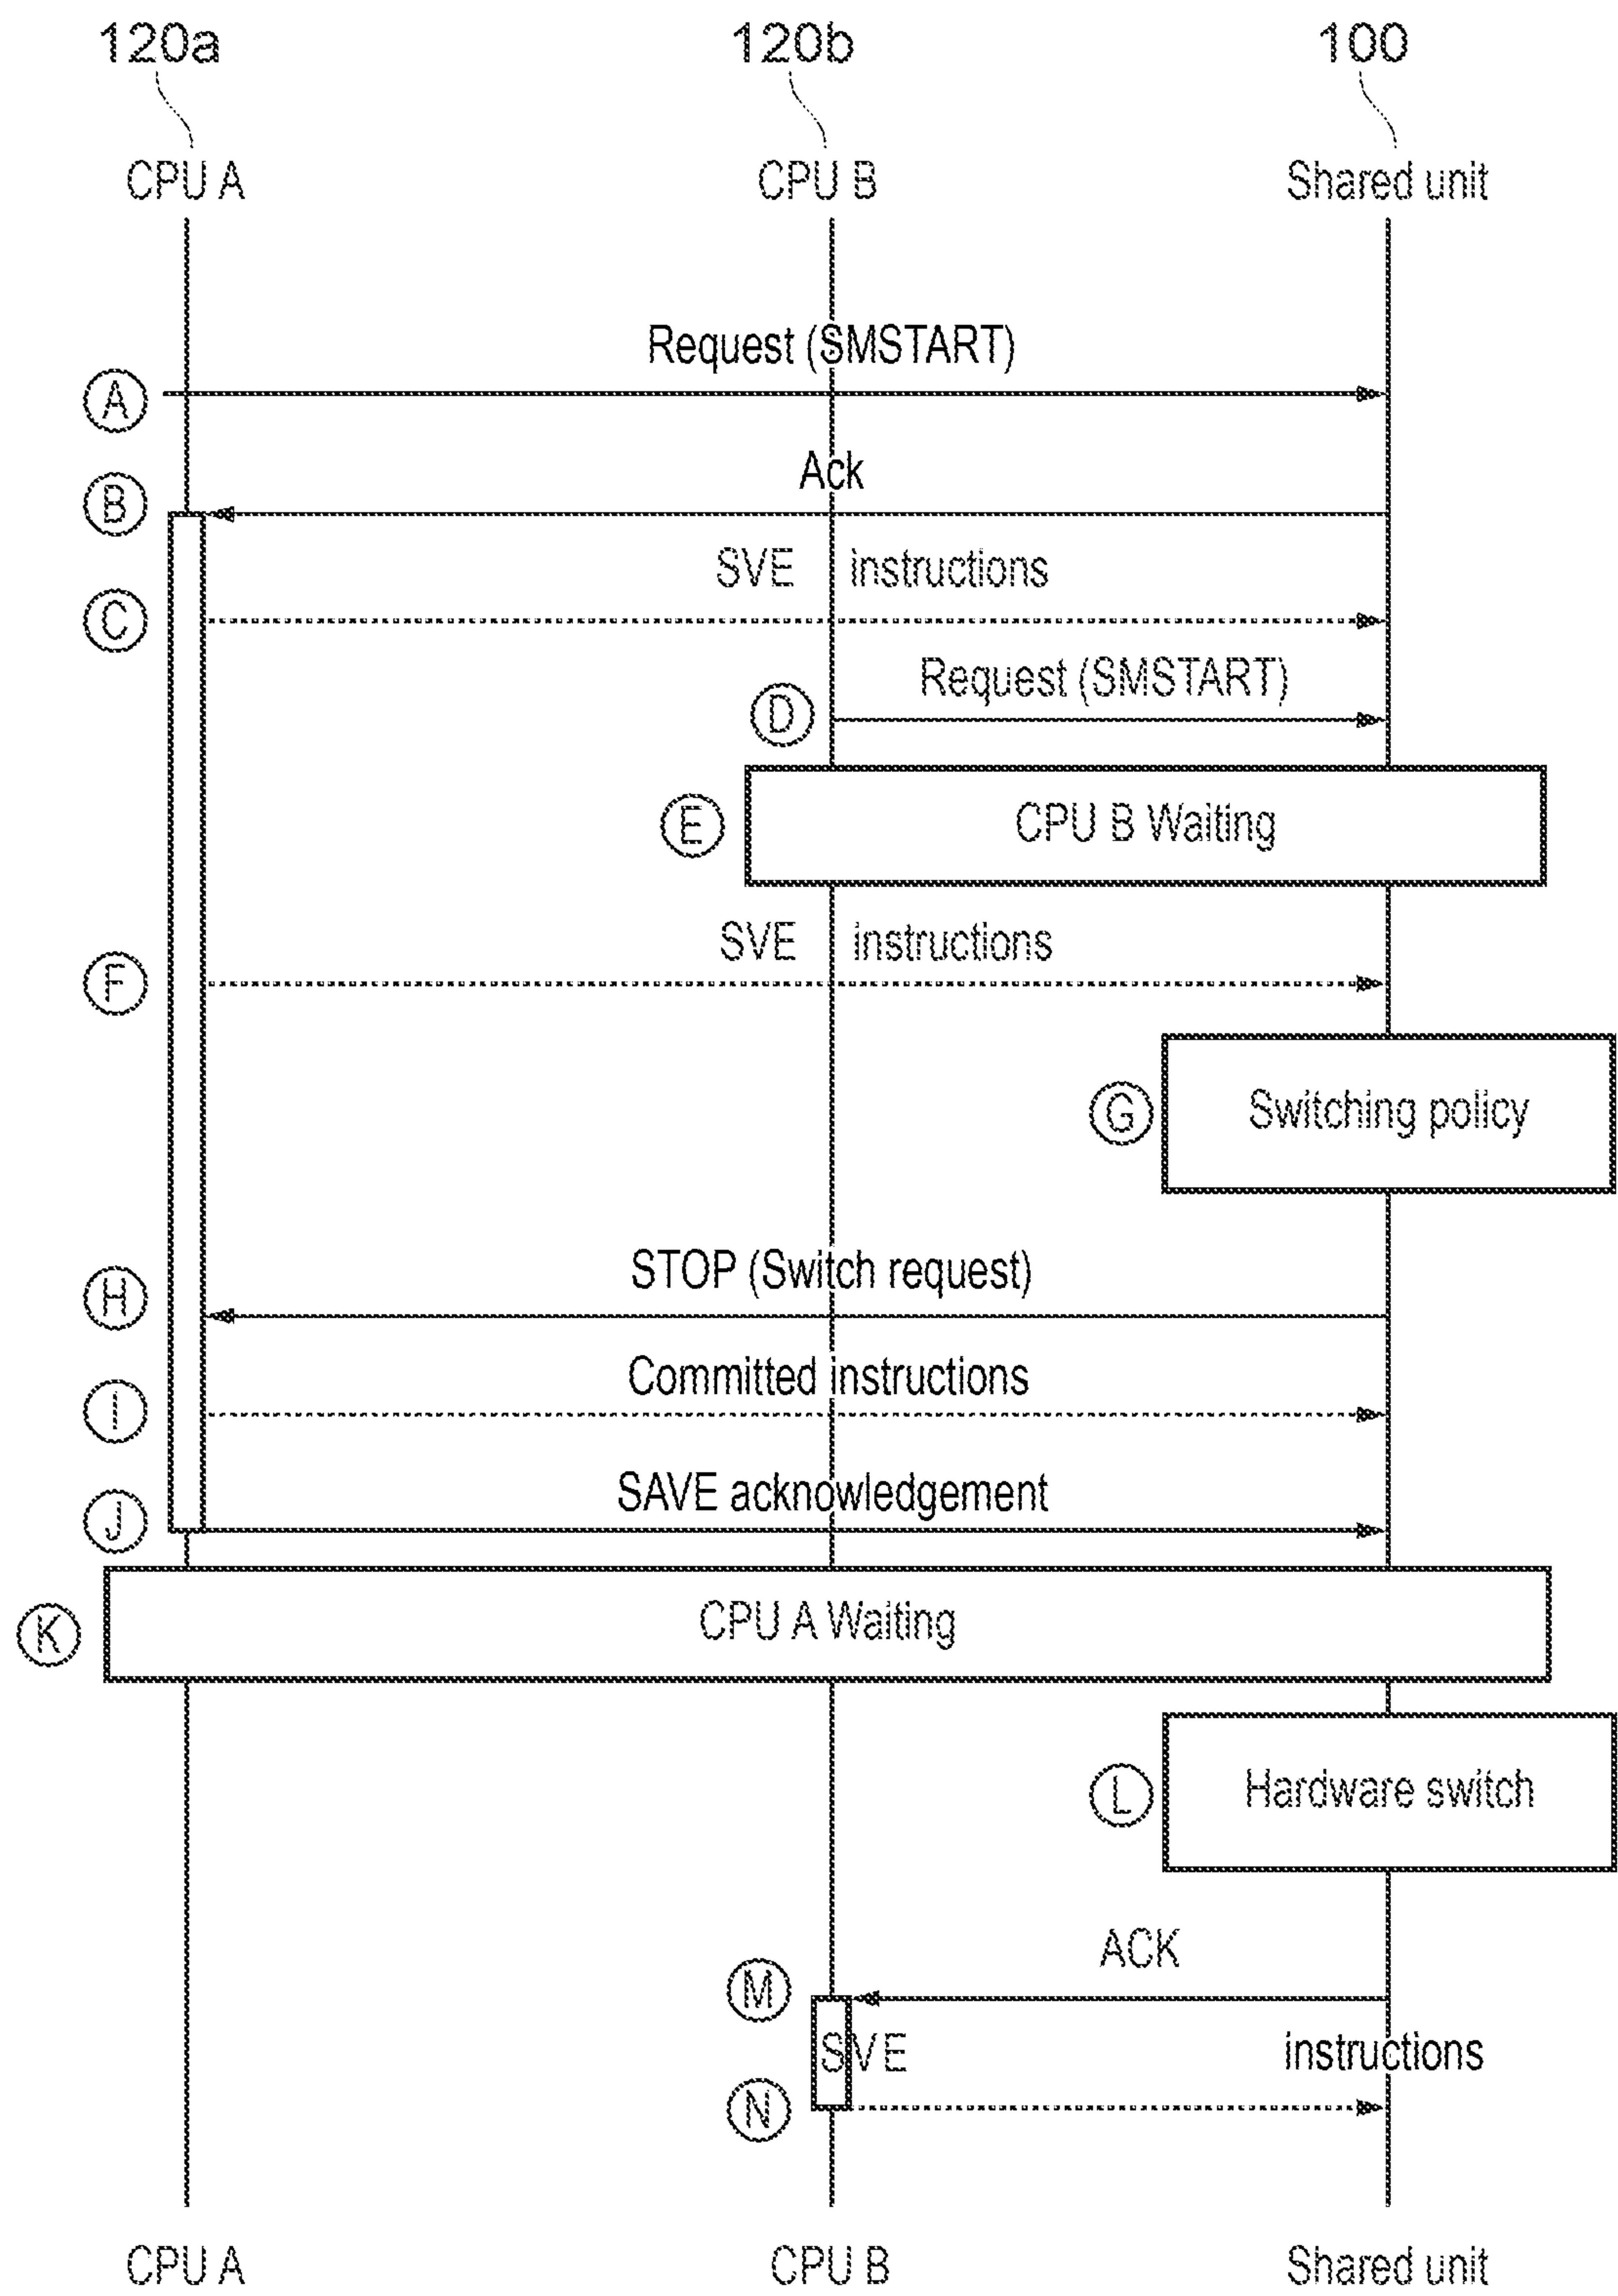 120a 120b 100
CPU A CPU B Shared unit
Request (SMSTART)
A
Ack
B
SVE instructions
C
Request (SMSTART)
D
E CPU B Waiting
SVE instructions
F
G Switching policy
STOP (Switch request)
H
Committed instructions
I
SAVE acknowledgement
J
K CPU A Waiting
L Hardware switch
ACK
M
SVE instructions
N
CPU A CPU B Shared unit